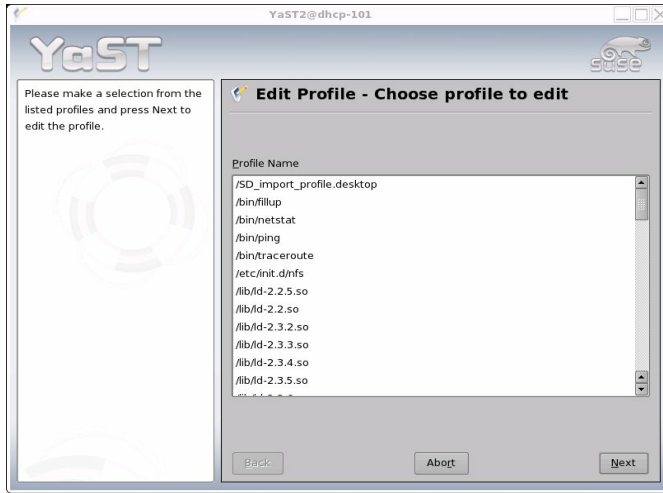 YaST2@dhcp-101
YaST
SUSE
Please make a selection from the
listed profiles and press Next to
edit the profile.
Edit Profile - Choose profile to edit
Profile Name
/SD_import_profile.desktop
/bin/fillup
/bin/netstat
/bin/ping
/bin/traceroute
/etc/init.d/nfs
/lib/ld-2.2.5.so
/lib/ld-2.2.so
/lib/ld-2.3.2.so
/lib/ld-2.3.3.so
/lib/ld-2.3.4.so
/lib/ld-2.3.5.so
Back
Abort
Next